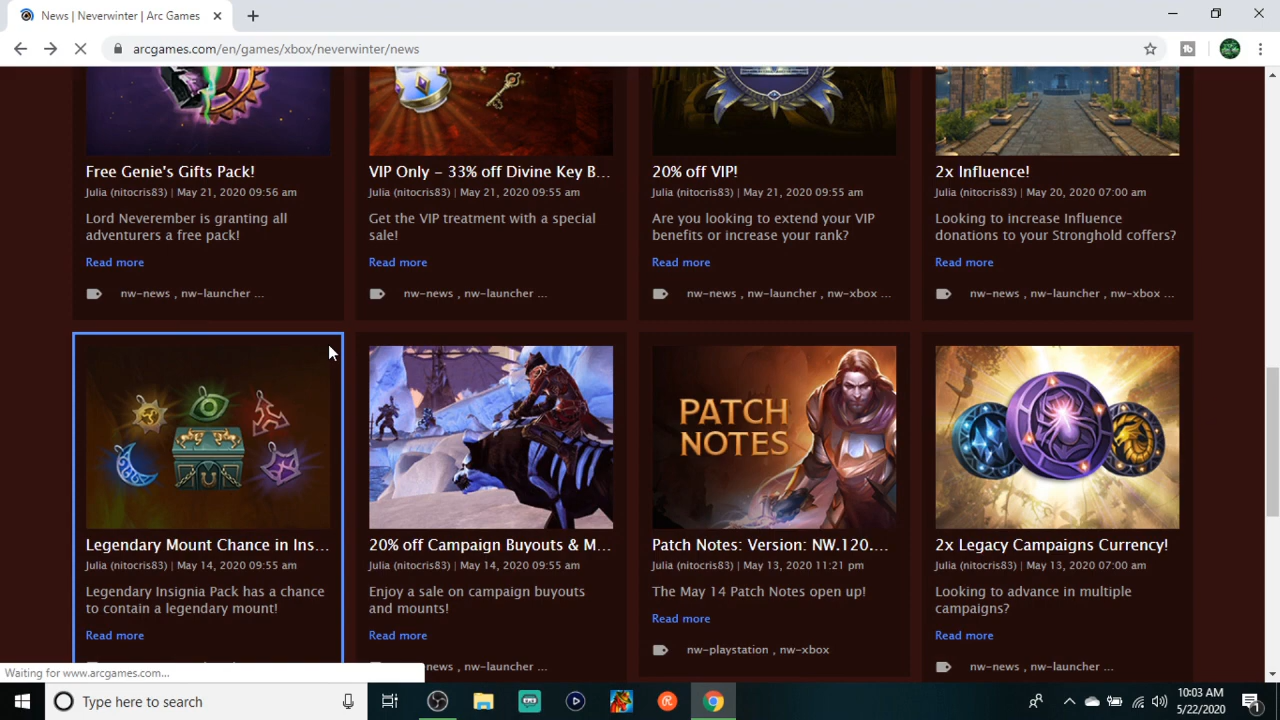 News | Neverwinter | Arc Games
arcgames.com/en/games/xbox/neverwinter/news
Free Genie's Gifts Pack!
Julia (nitocris83) | May 21, 2020 09:56 am
Lord Neverember is granting all
adventurers a free pack!
Read more
nw-news , nw-launcher ...
VIP Only – 33% off Divine Key B...
Julia (nitocris83) | May 21, 2020 09:55 am
Get the VIP treatment with a special
sale!
Read more
nw-news , nw-launcher ...
20% off VIP!
Julia (nitocris83) | May 21, 2020 09:55 am
Are you looking to extend your VIP
benefits or increase your rank?
Read more
nw-news , nw-launcher , nw-xbox ...
2x Influence!
Julia (nitocris83) | May 20, 2020 07:00 am
Looking to increase Influence
donations to your Stronghold coffers?
Read more
nw-news , nw-launcher , nw-xbox ...
Legendary Mount Chance in Ins...
Julia (nitocris83) | May 14, 2020 09:55 am
Legendary Insignia Pack has a chance
to contain a legendary mount!
Read more
20% off Campaign Buyouts & M...
Julia (nitocris83) | May 14, 2020 09:55 am
Enjoy a sale on campaign buyouts
and mounts!
Read more
-news , nw-launcher ...
PATCH
NOTES
Patch Notes: Version: NW.120....
Julia (nitocris83) | May 13, 2020 11:21 pm
The May 14 Patch Notes open up!
Read more
nw-playstation , nw-xbox
2x Legacy Campaigns Currency!
Julia (nitocris83) | May 13, 2020 07:00 am
Looking to advance in multiple
campaigns?
Read more
nw-news , nw-launcher ...
Waiting for www.arcgames.com...
Type here to search
10:03 AM
5/22/2020
1